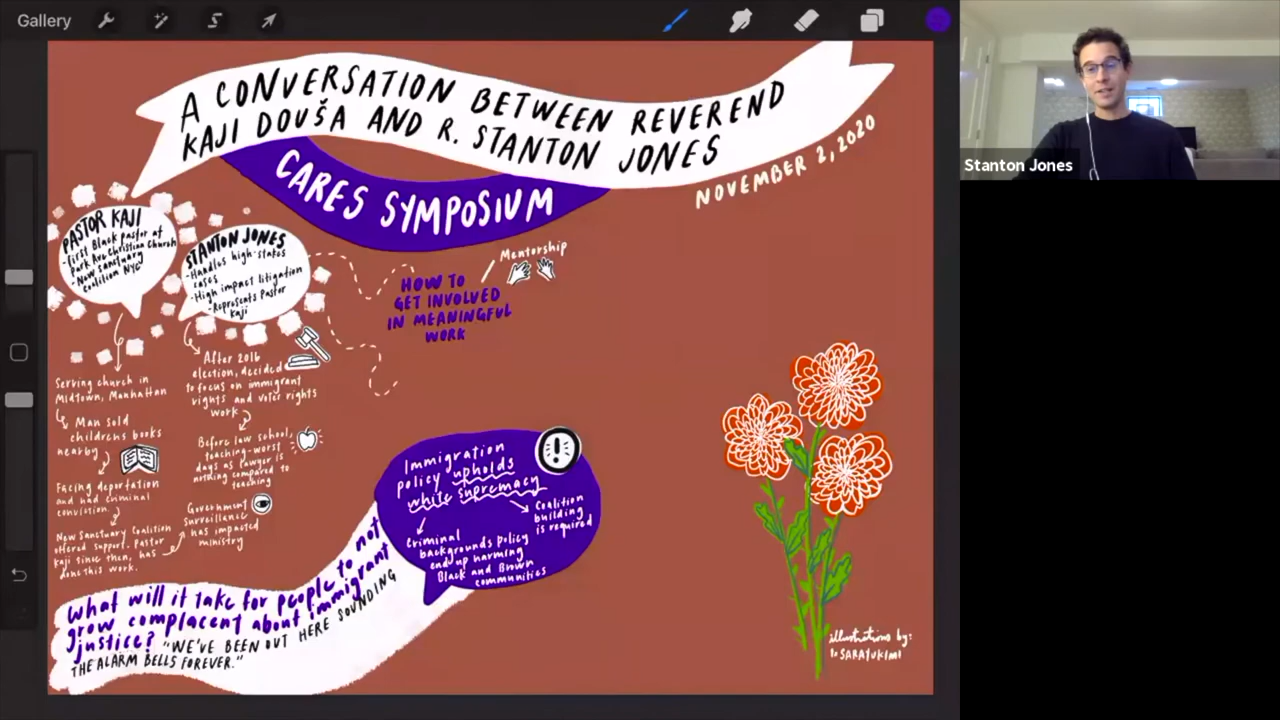 Gallery
A CONVERSATION BETWEEN REVEREND
KAJI DOUŠA AND R. STANTON JONES
NOVEMBER 2, 2020
CARES SYMPOSIUM
PASTOR KAJI
-First Black Pastor at
Park Ave Christian Church
-New Sanctuary
Coalition NYC
STANTON JONES
-Handles high-stakes
cases
-High impact litigation
-Represents Pastor
Kaji
Mentorship
HOW TO
GET INVOLVED
IN MEANINGFUL
WORK
Serving church in
Midtown, Manhattan
Man sold
childrens books
nearby
Facing deportation
and had criminal
conviction.
New Sanctuary Coalition
offered support. Pastor
Kaji since then, has
done this work.
After 2016
election, decided
to focus on immigrant
rights and voter rights
work
Before law school,
teaching-worst
days as lawyer is
nothing compared to
teaching
Government
Surveillance
has impacted
ministry
Immigration
policy upholds
white supremacy
Coalition
building
is required
Criminal
backgrounds policy
end up harming
Black and Brown
communities
What will it take for people to not
grow complacent about immigrant
justice? "WE'VE BEEN OUT HERE SOUNDING
THE ALARM BELLS FOREVER."
illustrations by:
SARAYUKIMI
Stanton Jones